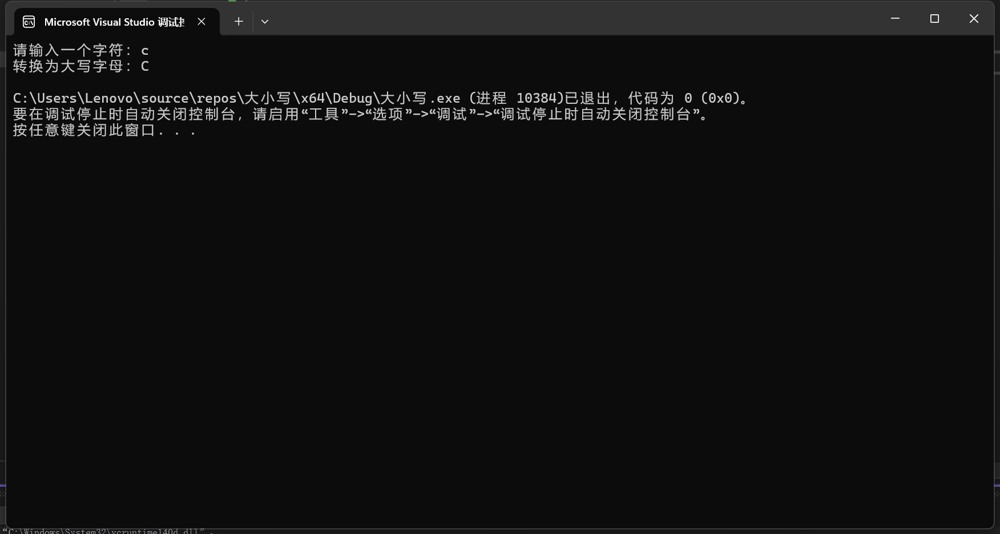 Microsoft Visual Studio 调试
请输入一个字符：c
转换为大写字母：C
C:\Users\Lenovo\source\repos\大小写\x64\Debug\大小写.exe (进程 10384)已退出，代码为 0 (0x0)。
要在调试停止时自动关闭控制台，请启用“工具”->“选项”->“调试”->“调试停止时自动关闭控制台”。
按任意键关闭此窗口. . .
“C:\Windows\System32\vcruntime140d.dll”。